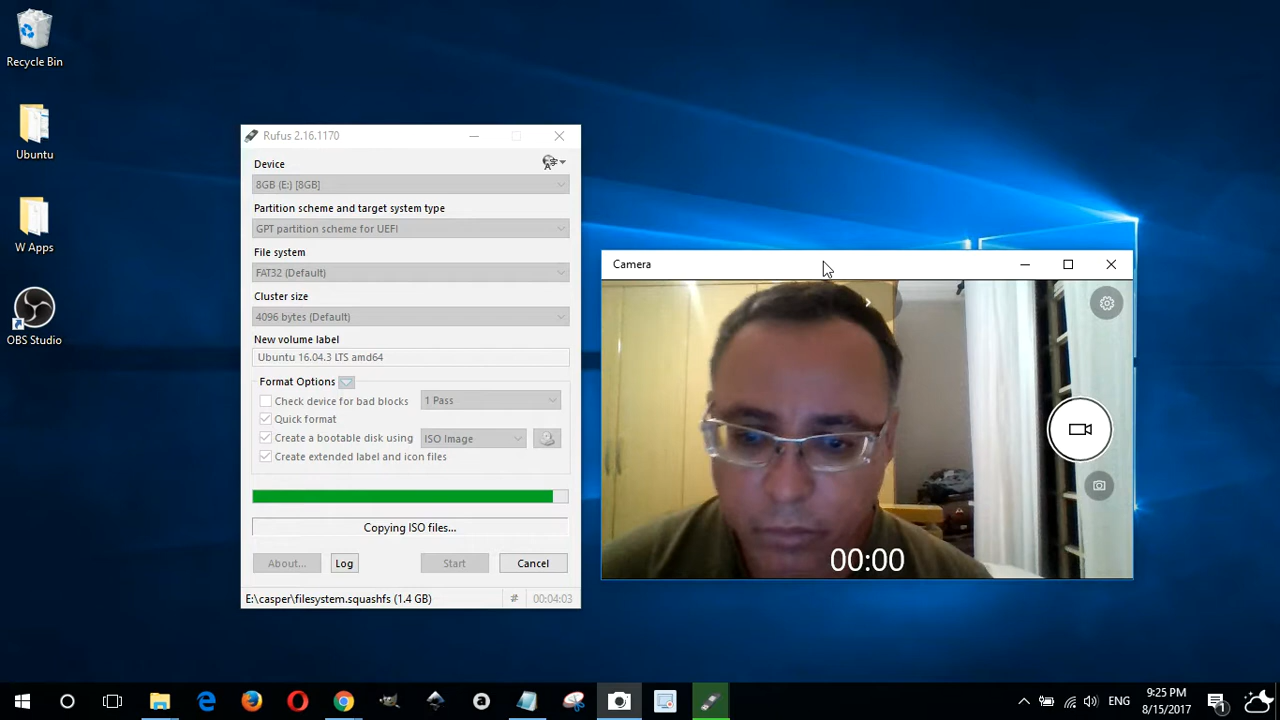 Recycle Bin
Ubuntu
W Apps
OBS Studio
Rufus 2.16.1170
Device
8GB (E:) [8GB]
Partition scheme and target system type
GPT partition scheme for UEFI
File system
FAT32 (Default)
Cluster size
4096 bytes (Default)
New volume label
Ubuntu 16.04.3 LTS amd64
Format Options
Check device for bad blocks
1 Pass
Quick format
Create a bootable disk using
ISO Image
Create extended label and icon files
Copying ISO files...
About...
Log
Start
Cancel
E:\casper\filesystem.squashfs (1.4 GB)
#
00:04:03
Camera
00:00
ENG
9:25 PM
8/15/2017
1